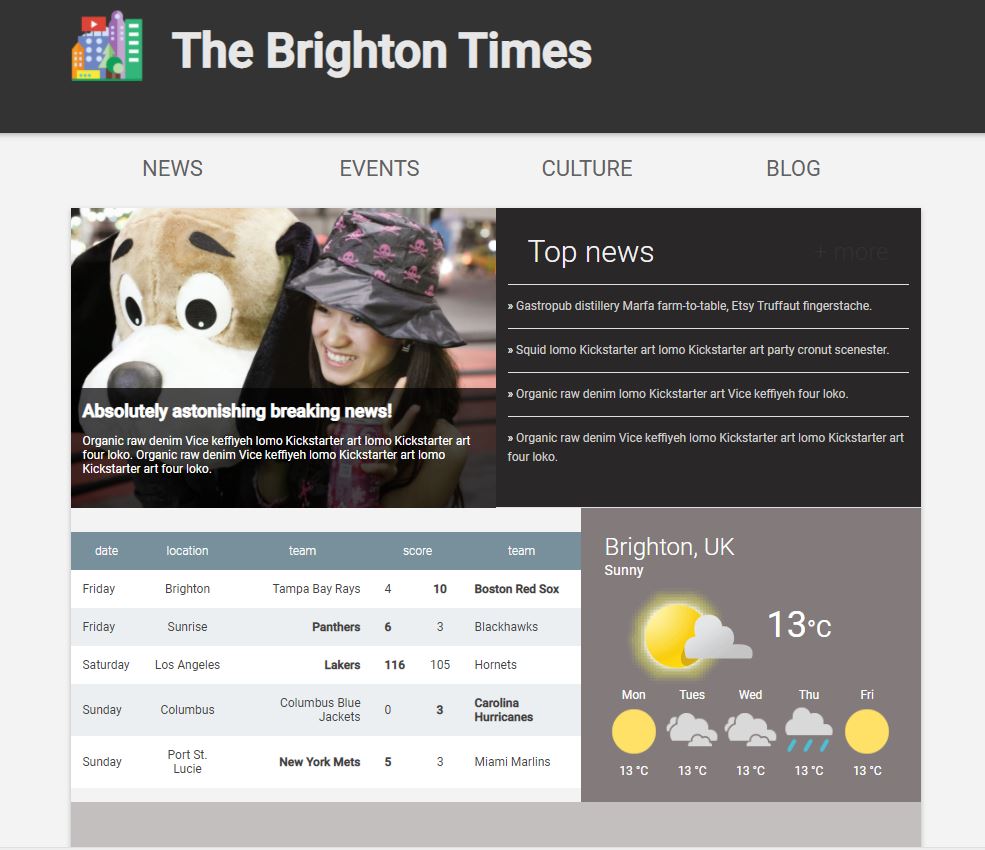 The Brighton Times
NEWS EVENTS CULTURE BLOG
Absolutely astonishing breaking news!
Organic raw denim Vice keffiyeh lomo Kickstarter art lomo Kickstarter art
four loko. Organic raw denim Vice keffiyeh lomo Kickstarter art lomo
Kickstarter art four loko.
Top news + more
» Gastropub distillery Marfa farm-to-table, Etsy Truffaut fingerstache.
» Squid lomo Kickstarter art lomo Kickstarter art party cronut scenester.
» Organic raw denim lomo Kickstarter art Vice keffiyeh four loko.
» Organic raw denim Vice keffiyeh lomo Kickstarter art lomo Kickstarter art
four loko.
date location team score team
Friday Brighton Tampa Bay Rays 4 10 Boston Red Sox
Friday Sunrise Panthers 6 3 Blackhawks
Saturday Los Angeles Lakers 116 105 Hornets
Sunday Columbus Columbus Blue Jackets 0 3 Carolina Hurricanes
Sunday Port St. Lucie New York Mets 5 3 Miami Marlins
Brighton, UK
Sunny
13°C
Mon Tues Wed Thu Fri
13 °C 13 °C 13 °C 13 °C 13 °C